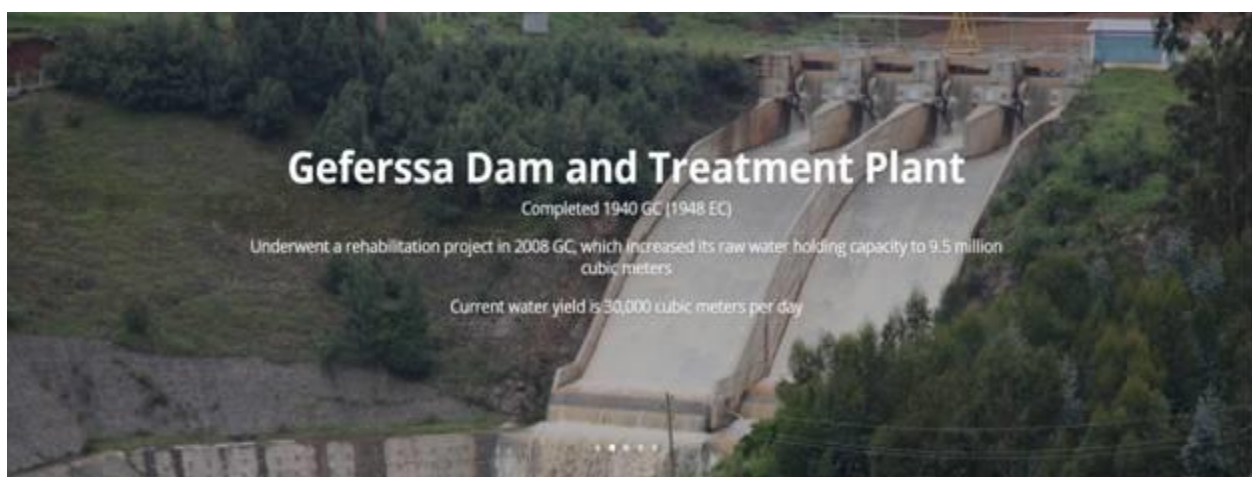 Geferssa Dam and Treatment Plant
Completed 1940 GC (1948 EC)
Underwent a rehabilitation project in 2008 GC, which increased its raw water holding capacity to 9.5 million
cubic meters
Current water yield is 30,000 cubic meters per day